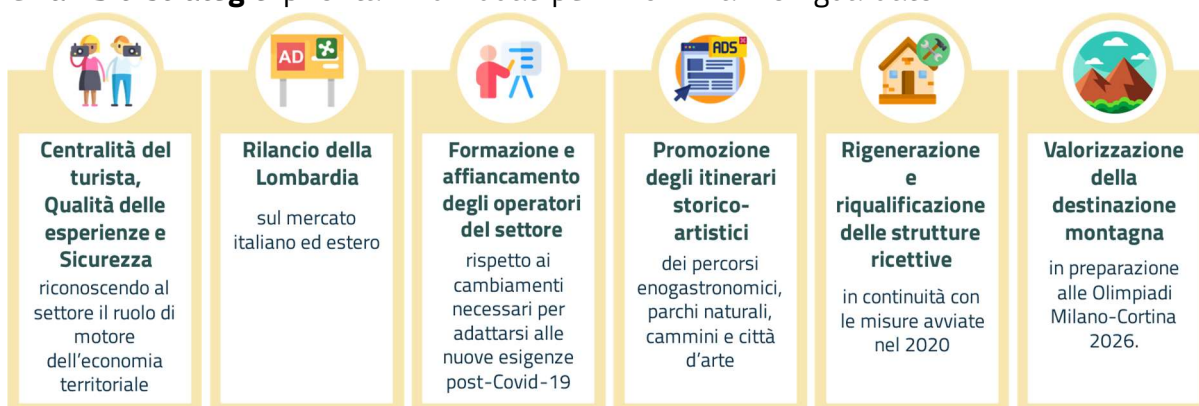 AD
ADS
Centralità del
turista,
Qualità delle
esperienze e
Sicurezza
riconoscendo al
settore il ruolo di
motore
dell'economia
territoriale
Rilancio della
Lombardia
sul mercato
italiano ed estero
Formazione e
affiancamento
degli operatori
del settore
rispetto ai
cambiamenti
necessari per
adattarsi alle
nuove esigenze
post-Covid-19
Promozione
degli itinerari
storico-
artistici
dei percorsi
enogastronomici,
parchi naturali,
cammini e città
d'arte
Rigenerazione
e
riqualificazione
delle strutture
ricettive
in continuità con
le misure avviate
nel 2020
Valorizzazione
della
destinazione
montagna
in preparazione
alle Olimpiadi
Milano-Cortina
2026.